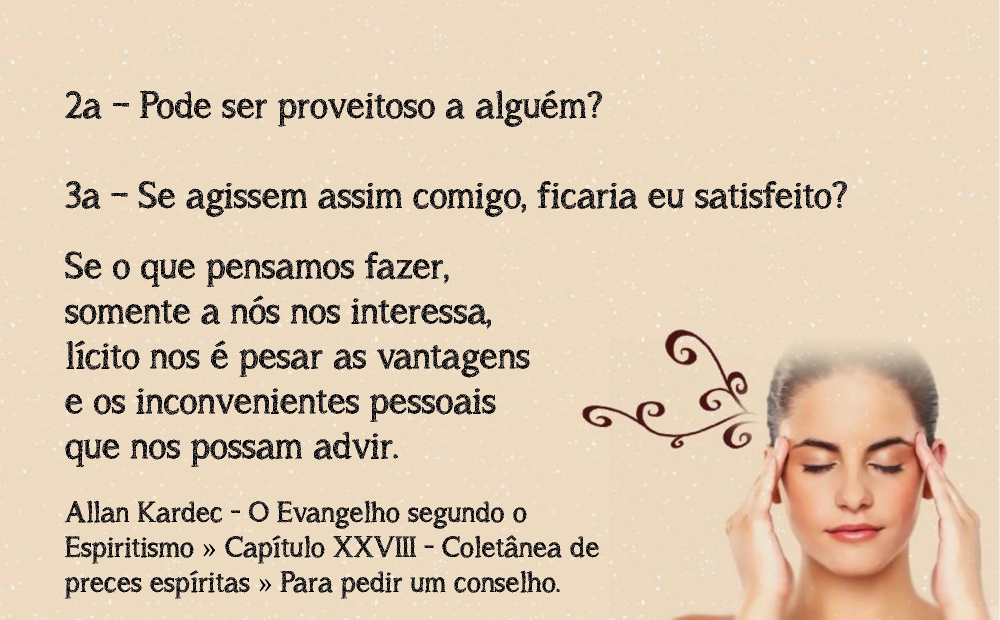 2a – Pode ser proveitoso a alguém?
3a – Se agissem assim comigo, ficaria eu satisfeito?
Se o que pensamos fazer,
somente a nós nos interessa,
lícito nos é pesar as vantagens
e os inconvenientes pessoais
que nos possam advir.
Allan Kardec - O Evangelho segundo o
Espiritismo » Capítulo XXVIII - Coletânea de
preces espíritas » Para pedir um conselho.